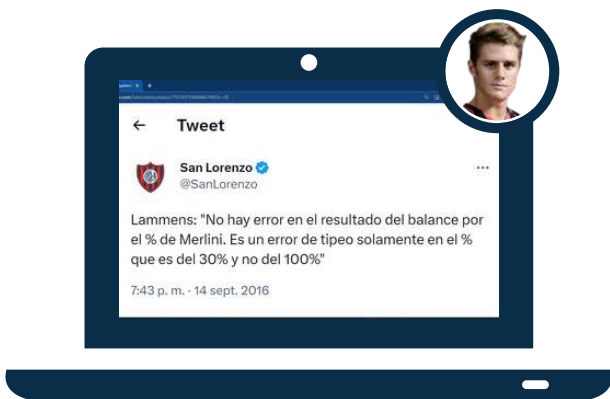 Tweet
San Lorenzo
@SanLorenzo
Lammens: "No hay error en el resultado del balance por
el % de Merlini. Es un error de tipeo solamente en el %
que es del 30% y no del 100%"
7:43 p. m. · 14 sept. 2016